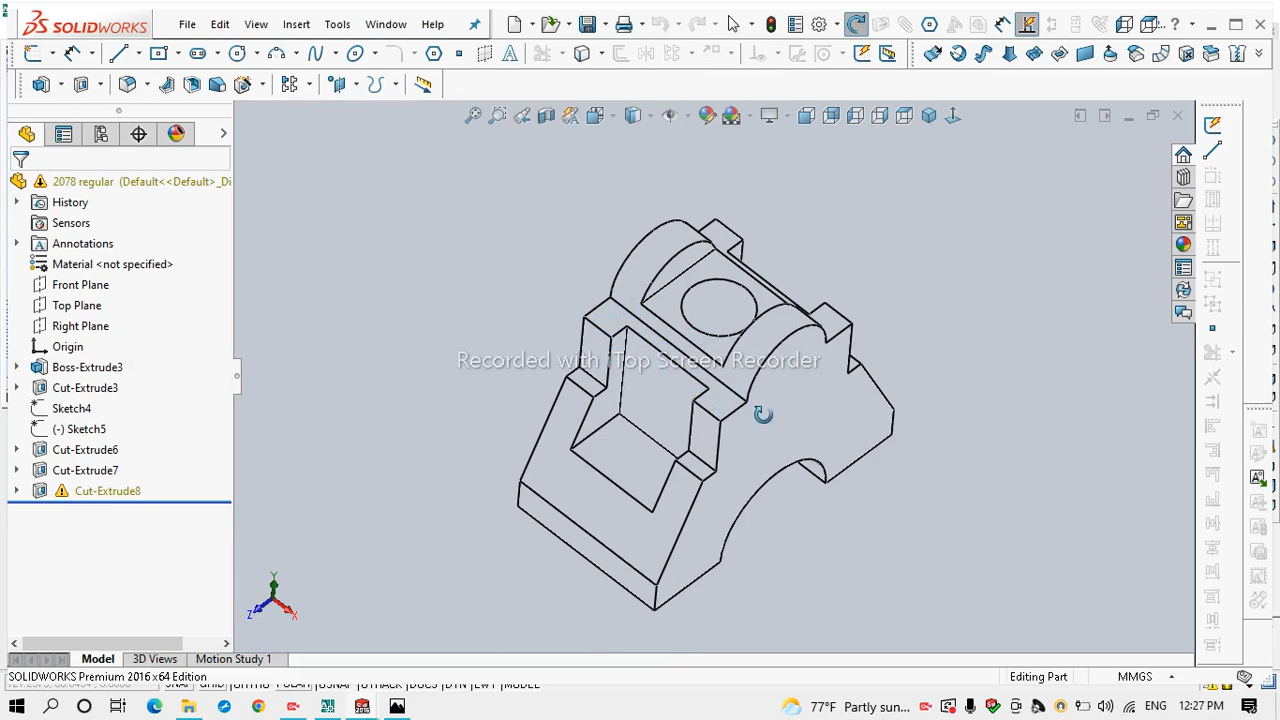 SOLIDWORKS File Edit View Insert Tools Window Help
2078 regular (Default<<Default>_Di
History
Sensors
Annotations
Material <not specified>
Front Plane
Top Plane
Right Plane
Origin
Boss-Extrude3
Cut-Extrude3
Sketch4
(-) Sketch5
Cut-Extrude6
Cut-Extrude7
Cut-Extrude8
Recorded with iTop Screen Recorder
Y
Z X
Model 3D Views Motion Study 1
SOLIDWORKS Premium 2016 x64 Edition Editing Part MMGS
77°F Partly sun... 12:27 PM